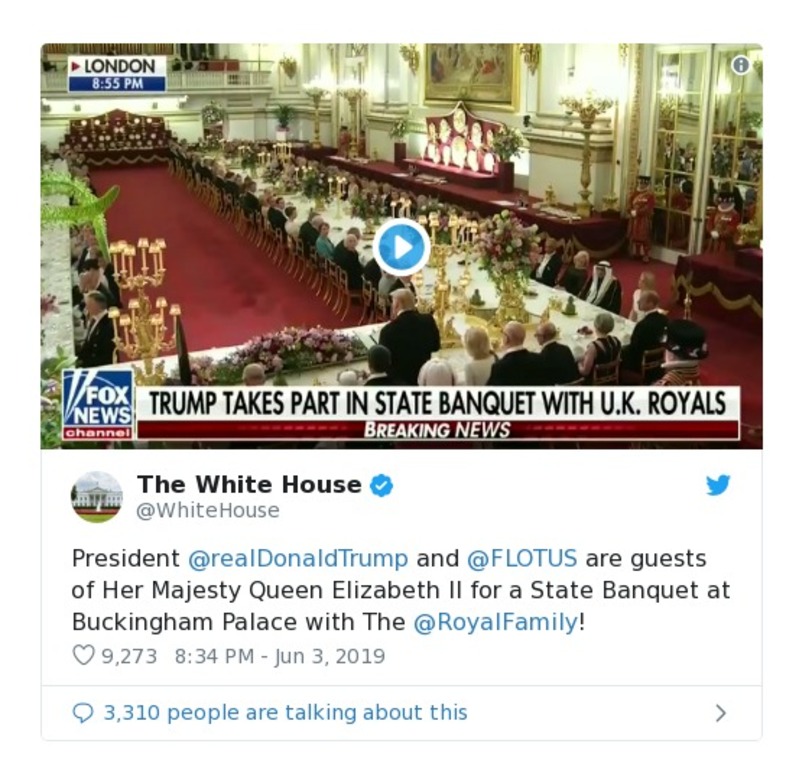 LONDON
8:55 PM
FOX
NEWS
channel
TRUMP TAKES PART IN STATE BANQUET WITH U.K. ROYALS
BREAKING NEWS
The White House
@WhiteHouse
President @realDonaldTrump and @FLOTUS are guests
of Her Majesty Queen Elizabeth II for a State Banquet at
Buckingham Palace with The @RoyalFamily!
9,273 8:34 PM - Jun 3, 2019
3,310 people are talking about this